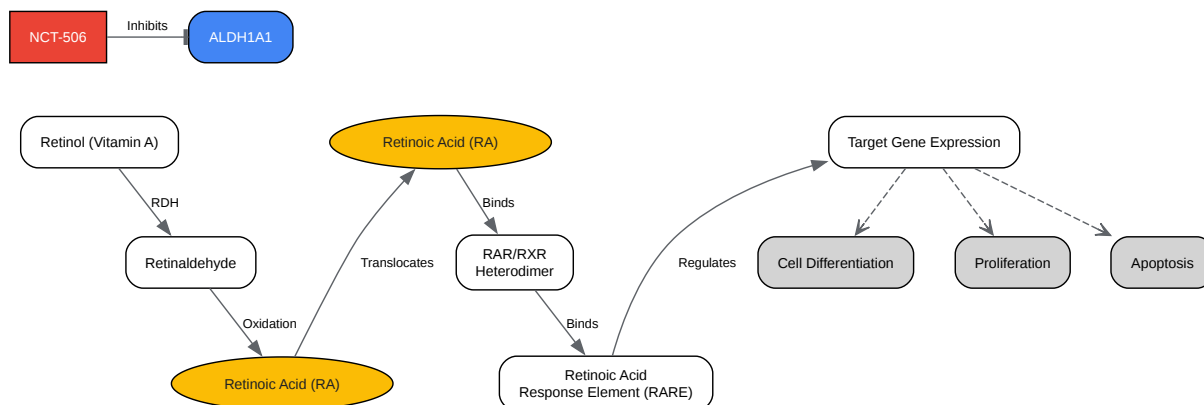 NCT-506
Inhibits
ALDH1A1
Retinol (Vitamin A)
RDH
Retinaldehyde
Oxidation
Retinoic Acid (RA)
Translocates
Retinoic Acid (RA)
Binds
RAR/RXR
Heterodimer
Binds
Retinoic Acid
Response Element (RARE)
Regulates
Target Gene Expression
Cell Differentiation
Proliferation
Apoptosis